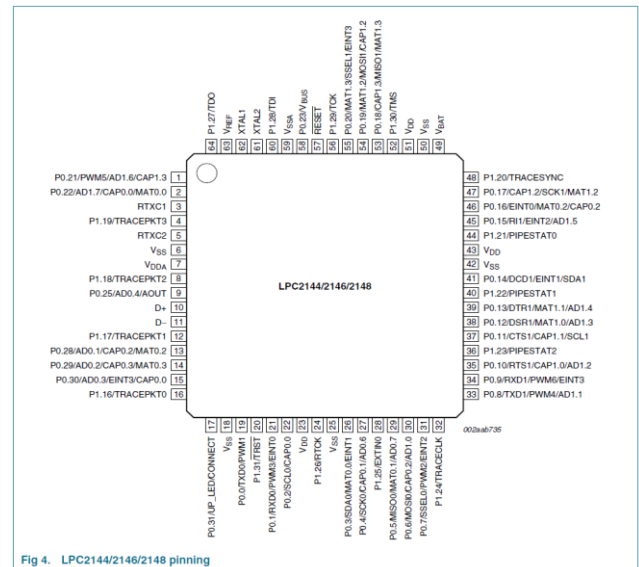 P1.27/TDO
VREF
XTAL1
XTAL2
P1.28/TDI
VSSA
P0.23/VBUS
RESET
P1.29/TCK
P0.20/MAT1.3/SSEL1/EINT3
P0.19/MAT1.2/MOSI1/CAP1.2
P0.18/CAP1.3/MISO1/MAT1.3
P1.30/TMS
VDD
VSS
VBAT
64 63 62 61 60 59 58 57 56 55 54 53 52 51 50 49
P0.21/PWM5/AD1.6/CAP1.3 1
P0.22/AD1.7/CAP0.0/MAT0.0 2
RTXC1 3
P1.19/TRACEPKT3 4
RTXC2 5
VSS 6
VDDA 7
P1.18/TRACEPKT2 8
P0.25/AD0.4/AOUT 9
D+ 10
D− 11
P1.17/TRACEPKT1 12
P0.28/AD0.1/CAP0.2/MAT0.2 13
P0.29/AD0.2/CAP0.3/MAT0.3 14
P0.30/AD0.3/EINT3/CAP0.0 15
P1.16/TRACEPKT0 16
LPC2144/2146/2148
48 P1.20/TRACESYNC
47 P0.17/CAP1.2/SCK1/MAT1.2
46 P0.16/EINT0/MAT0.2/CAP0.2
45 P0.15/RI1/EINT2/AD1.5
44 P1.21/PIPESTAT0
43 VDD
42 VSS
41 P0.14/DCD1/EINT1/SDA1
40 P1.22/PIPESTAT1
39 P0.13/DTR1/MAT1.1/AD1.4
38 P0.12/DSR1/MAT1.0/AD1.3
37 P0.11/CTS1/CAP1.1/SCL1
36 P1.23/PIPESTAT2
35 P0.10/RTS1/CAP1.0/AD1.2
34 P0.9/RXD1/PWM6/EINT3
33 P0.8/TXD1/PWM4/AD1.1
17 18 19 20 21 22 23 24 25 26 27 28 29 30 31 32
P0.31/UP_LED/CONNECT
VSS
P0.0/TXD0/PWM1
P1.31/TRST
P0.1/RXD0/PWM3/EINT0
P0.2/SCL0/CAP0.0
VDD
P1.26/RTCK
VSS
P0.3/SDA0/MAT0.0/EINT1
P0.4/SCK0/CAP0.1/AD0.6
P1.25/EXTIN0
P0.5/MISO0/MAT0.1/AD0.7
P0.6/MOSI0/CAP0.2/AD1.0
P0.7/SSEL0/PWM2/EINT2
P1.24/TRACECLK
002aab735
Fig 4. LPC2144/2146/2148 pinning